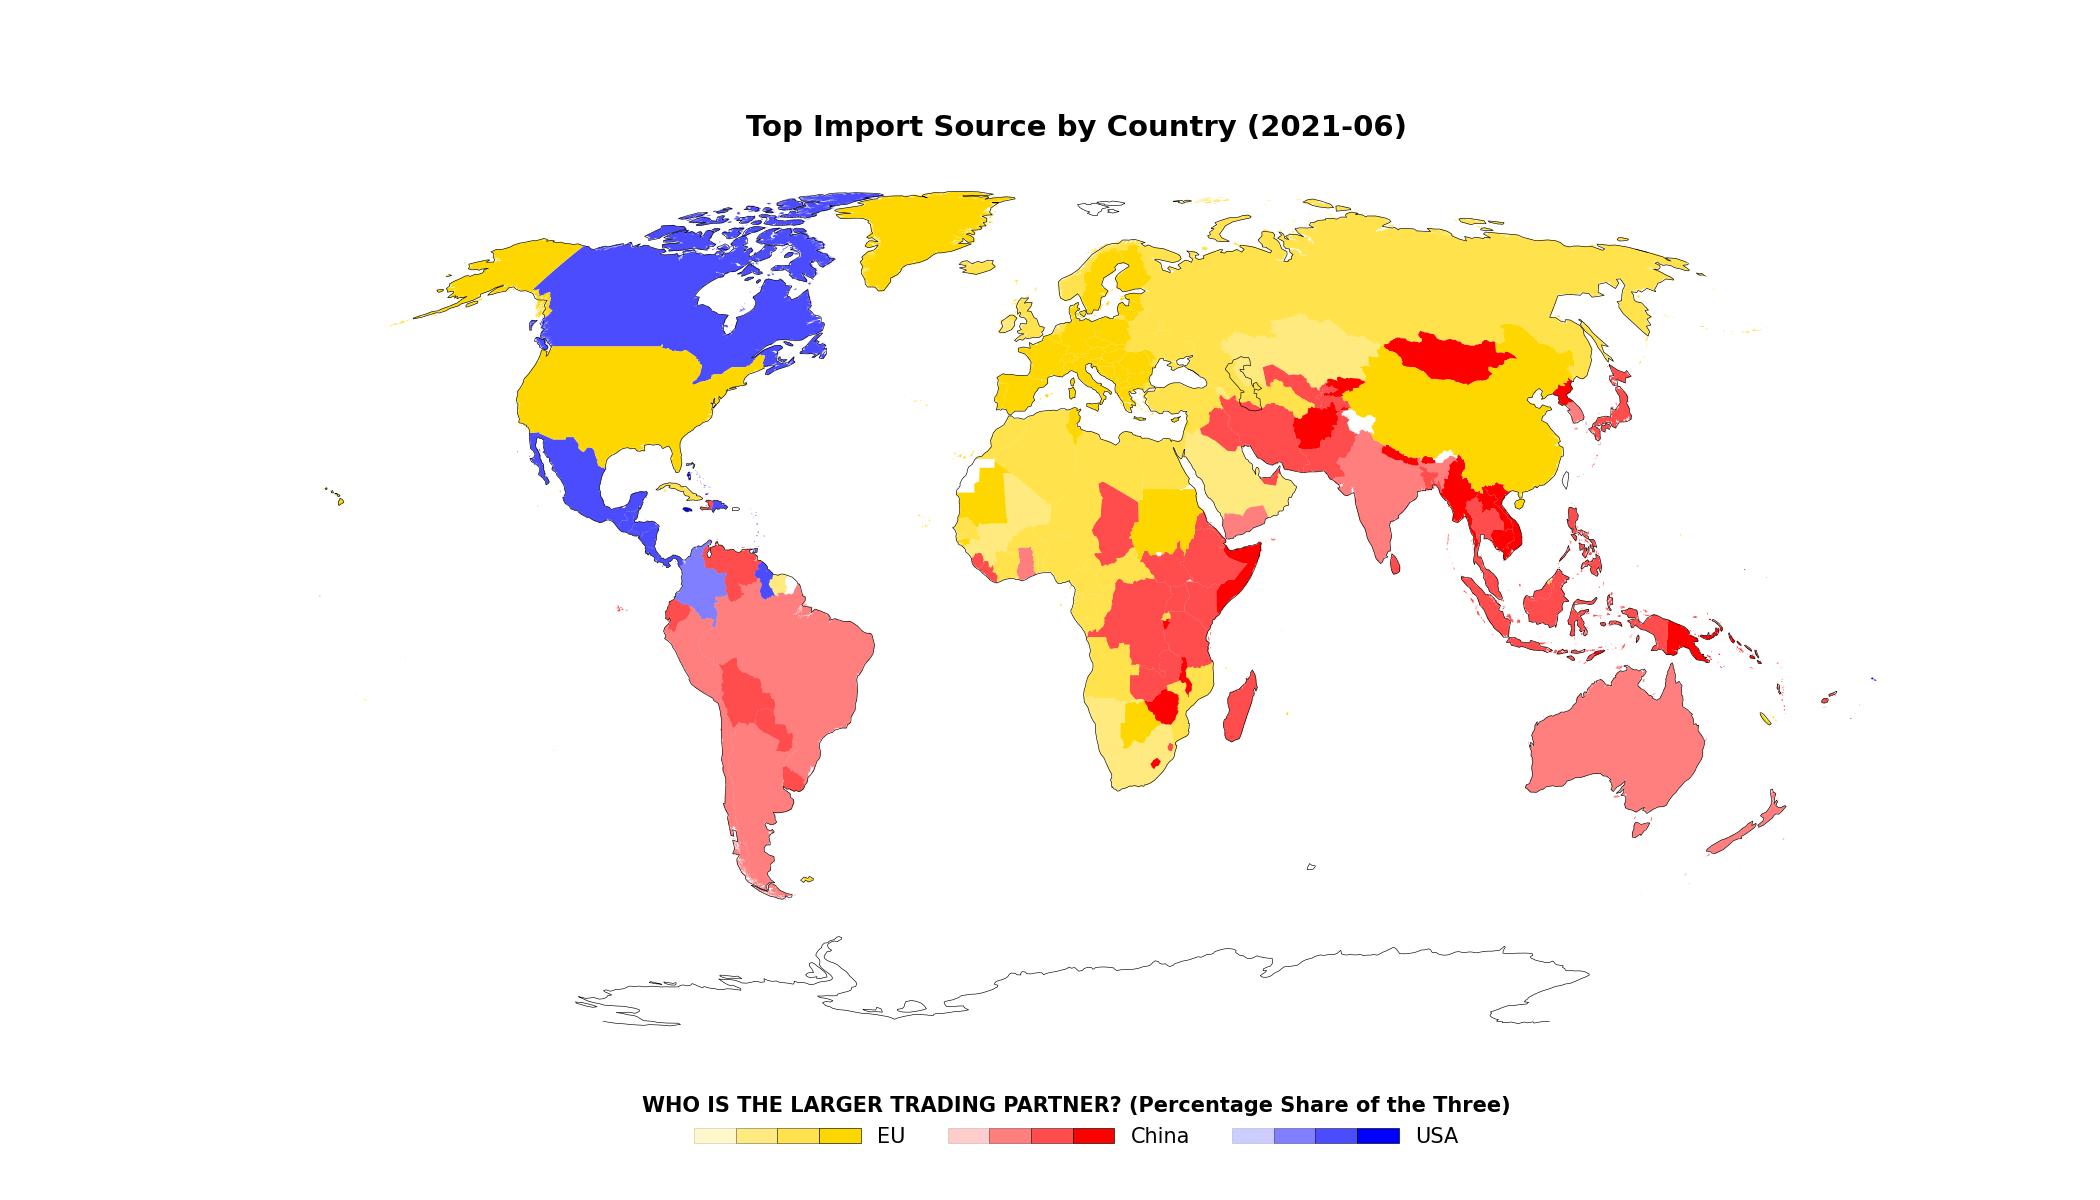 Top Import Source by Country (2021-06)
WHO IS THE LARGER TRADING PARTNER? (Percentage Share of the Three)
EU China USA